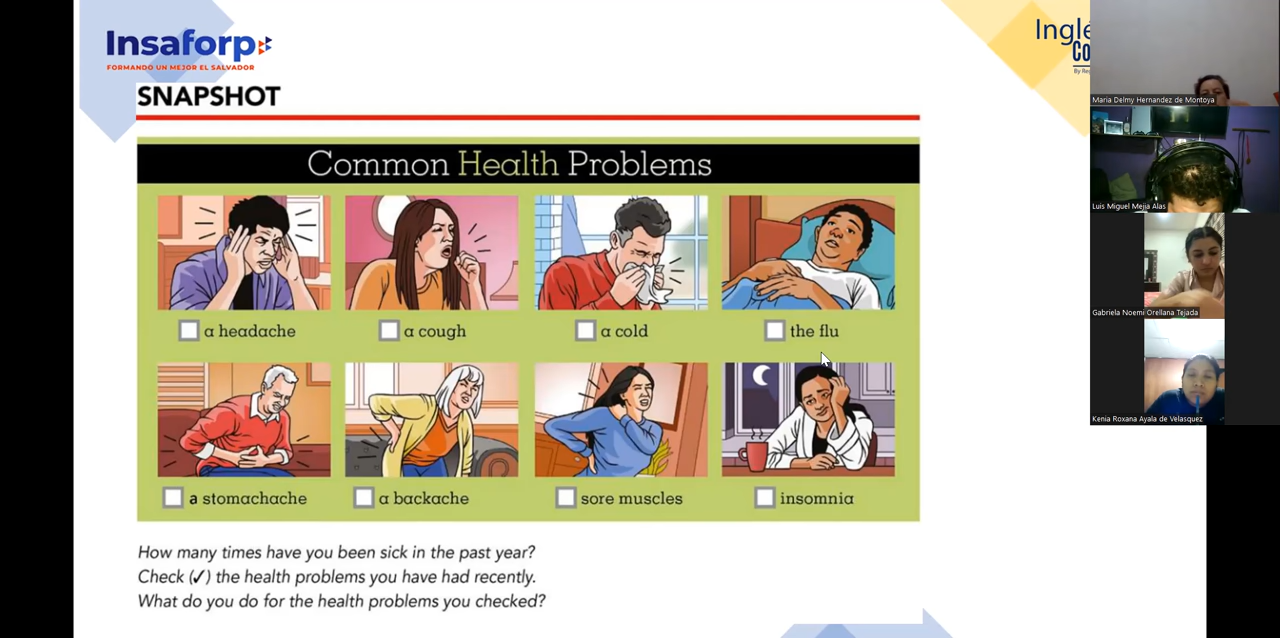 Insaforp
FORMANDO UN MEJOR EL SALVADOR
SNAPSHOT
Common Health Problems
a headache
a cough
a cold
the flu
a stomachache
a backache
sore muscles
insomnia
How many times have you been sick in the past year?
Check (✓) the health problems you have had recently.
What do you do for the health problems you checked?
Maria Delmy Hernandez de Montoya
Luis Miguel Mejia Alas
Gabriela Noemi Orellana Tejada
Kenia Roxana Ayala de Velasquez